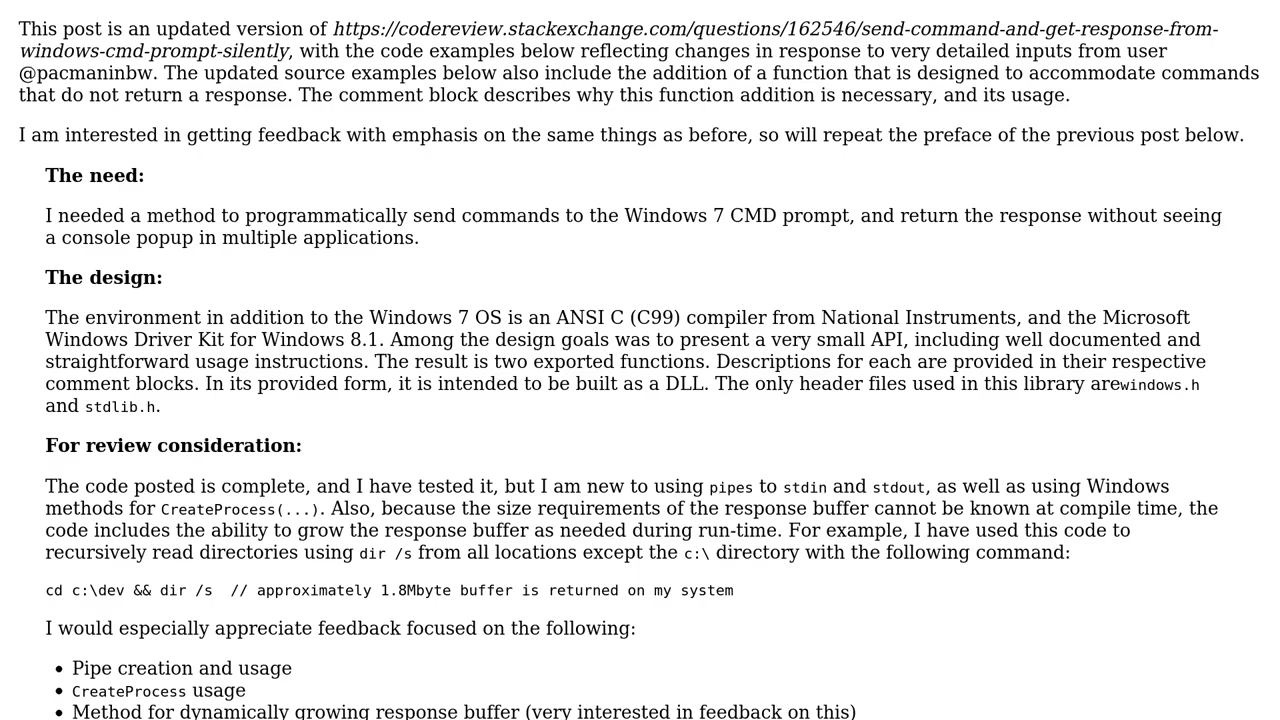 This post is an updated version of https://codereview.stackexchange.com/questions/162546/send-command-and-get-response-from-
windows-cmd-prompt-silently, with the code examples below reflecting changes in response to very detailed inputs from user
@pacmaninbw. The updated source examples below also include the addition of a function that is designed to accommodate commands
that do not return a response. The comment block describes why this function addition is necessary, and its usage.
I am interested in getting feedback with emphasis on the same things as before, so will repeat the preface of the previous post below.
The need:
I needed a method to programmatically send commands to the Windows 7 CMD prompt, and return the response without seeing
a console popup in multiple applications.
The design:
The environment in addition to the Windows 7 OS is an ANSI C (C99) compiler from National Instruments, and the Microsoft
Windows Driver Kit for Windows 8.1. Among the design goals was to present a very small API, including well documented and
straightforward usage instructions. The result is two exported functions. Descriptions for each are provided in their respective
comment blocks. In its provided form, it is intended to be built as a DLL. The only header files used in this library arewindows.h
and stdlib.h.
For review consideration:
The code posted is complete, and I have tested it, but I am new to using pipes to stdin and stdout, as well as using Windows
methods for CreateProcess(...). Also, because the size requirements of the response buffer cannot be known at compile time, the
code includes the ability to grow the response buffer as needed during run-time. For example, I have used this code to
recursively read directories using dir /s from all locations except the c:\ directory with the following command:
cd c:\dev && dir /s  // approximately 1.8Mbyte buffer is returned on my system
I would especially appreciate feedback focused on the following:
• Pipe creation and usage
• CreateProcess usage
• Method for dynamically growing response buffer (very interested in feedback on this)